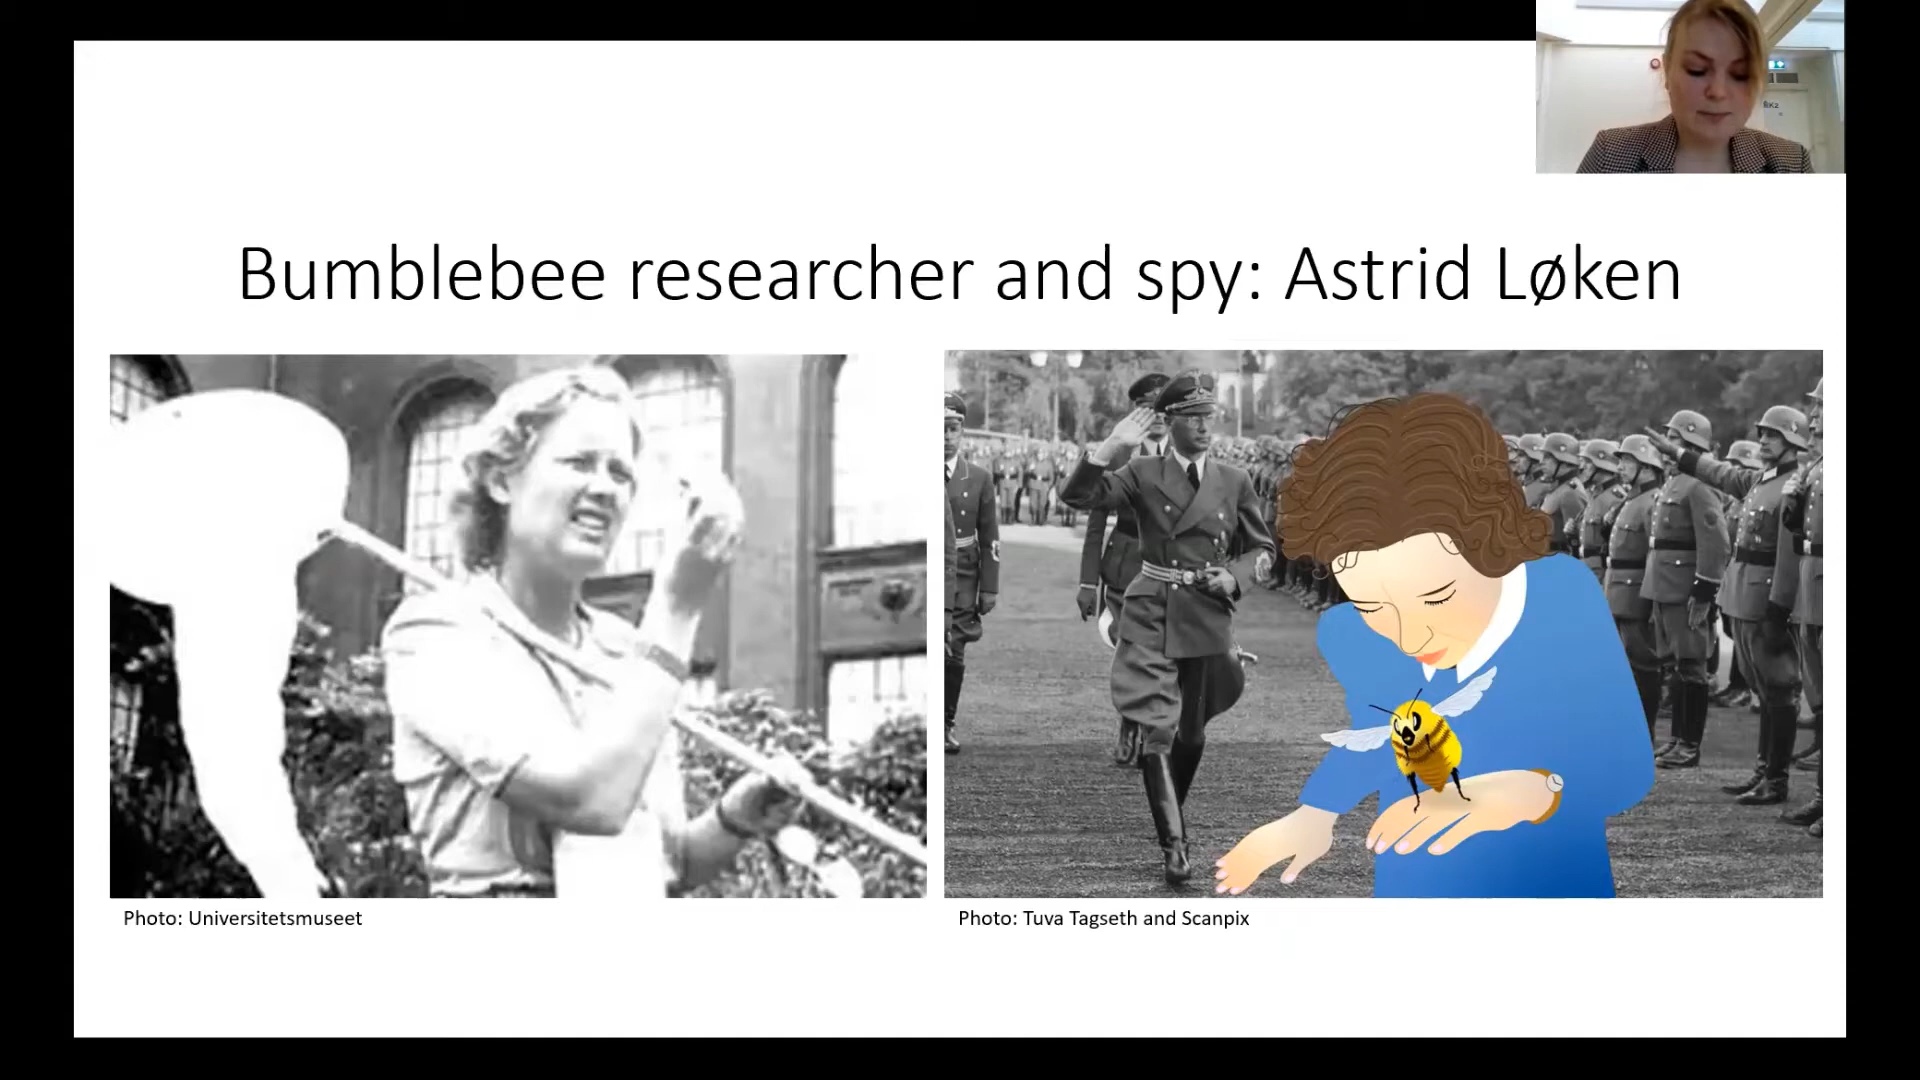 Bumblebee researcher and spy: Astrid Løken
Photo: Universitetsmuseet
Photo: Tuva Tagseth and Scanpix